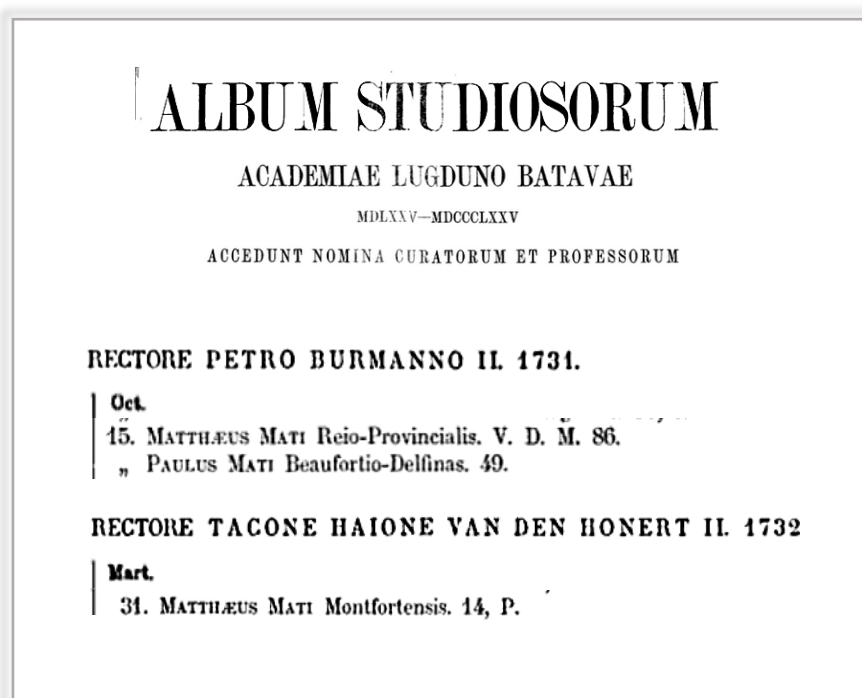 ALBUM STUDIOSORUM
ACADEMIAE LUGDUNO BATAVAE
MDLXXV—MDCCCLXXV
ACCEDUNT NOMINA CURATORUM ET PROFESSORUM
RECTORE PETRO BURMANNO II. 1731.
Oct.
15. MATTHÆUS MATI Reio-Provincialis. V. D. M. 86.
„ PAULUS MATI Beaufortio-Delfinas. 49.
RECTORE TACONE HAIONE VAN DEN HONERT II. 1732
Mart.
31. MATTHÆUS MATI Montfortensis. 14, P.